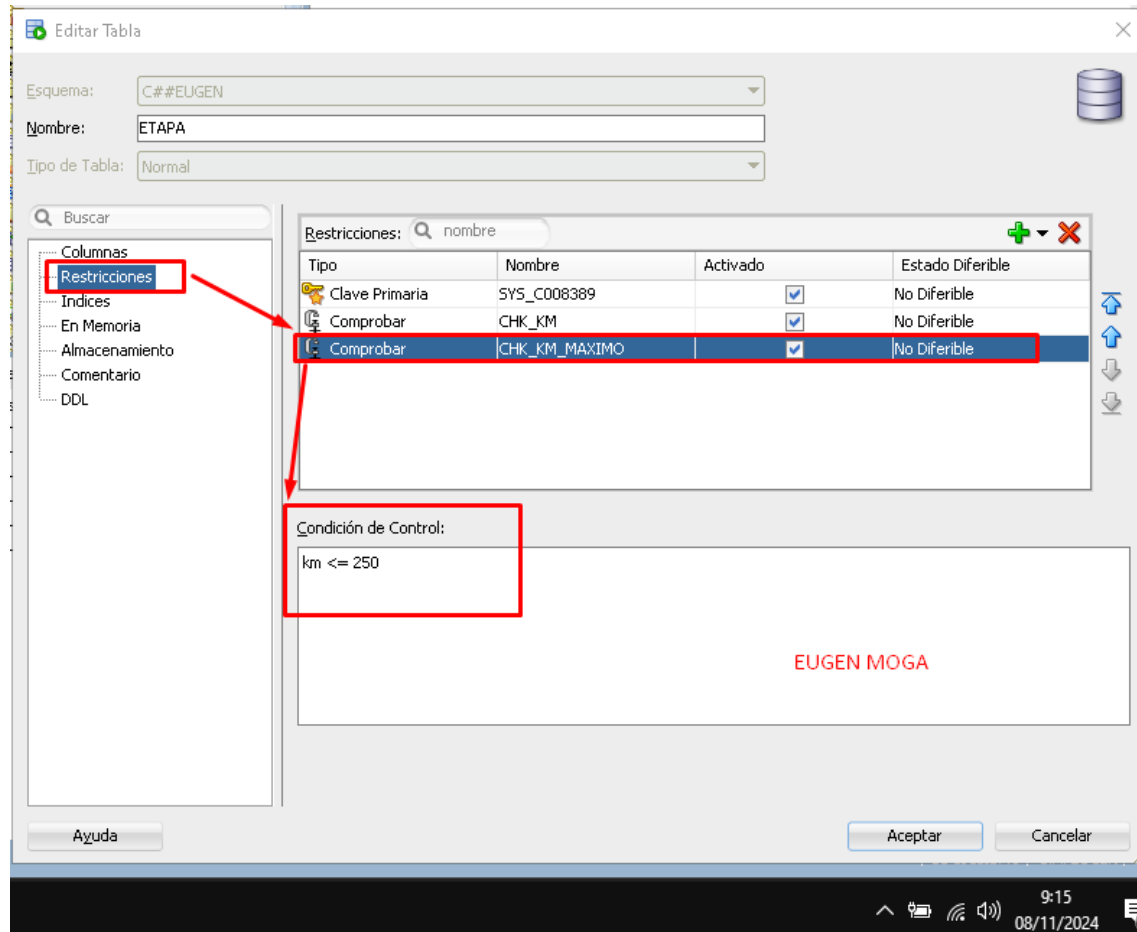 Editar Tabla
Esquema: C##EUGEN
Nombre: ETAPA
Tipo de Tabla: Normal
Buscar
Columnas
Restricciones
Indices
En Memoria
Almacenamiento
Comentario
DDL
Restricciones: nombre
Tipo Nombre Activado Estado Diferible
Clave Primaria SYS_C008389 No Diferible
Comprobar CHK_KM No Diferible
Comprobar CHK_KM_MAXIMO No Diferible
Condición de Control:
km <= 250
EUGEN MOGA
Ayuda Aceptar Cancelar
9:15
08/11/2024